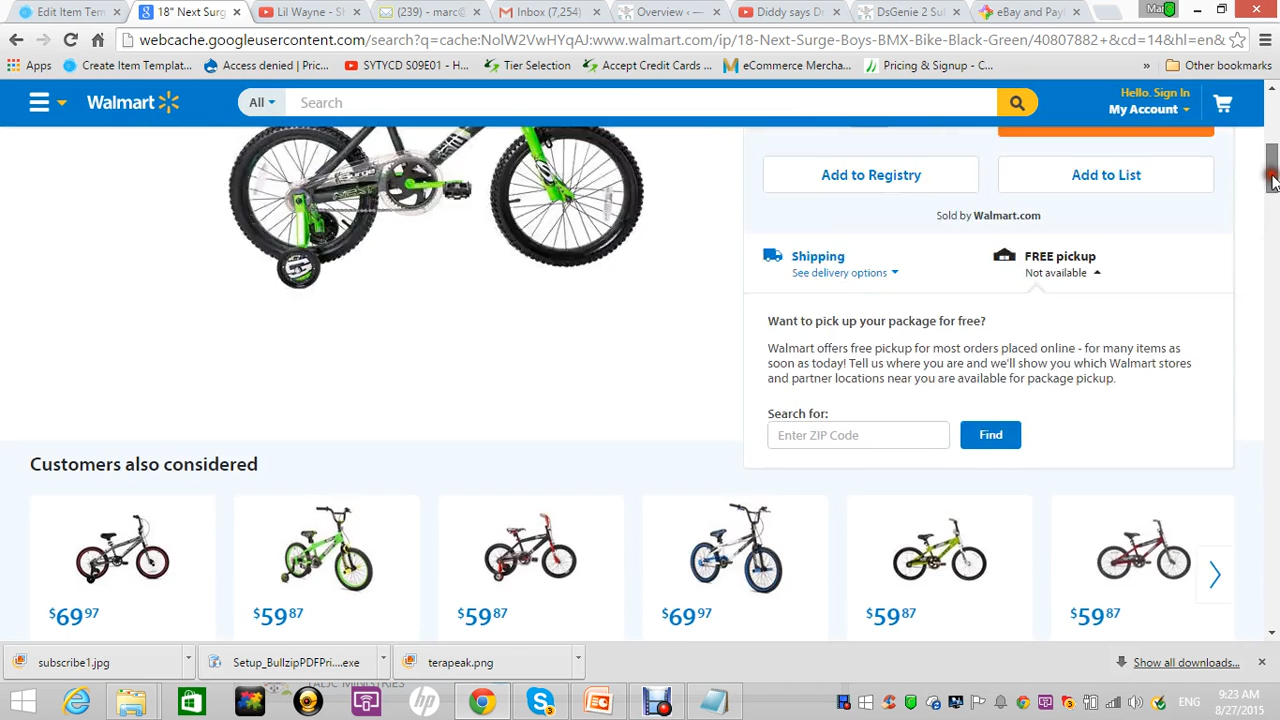 Edit Item Tem
18" Next Surg
Lil Wayne - Sh
(239) - marc@
Inbox (7,254)
Overview ‹
Diddy says D
DsGenie 2 Sul
eBay and Payl
webcache.googleusercontent.com/search?q=cache:NolW2VwrLgAJ:www.walmart.com/ip/18-Next-Surge-Boys-BMX-Bike-Black-Green/40807882+&cd=14&hl=en&
Apps
Create Item Templat...
Access denied | Pric...
SYTYCD S09E01 - H...
Tier Selection
Accept Credit Cards ...
eCommerce Mercha...
Pricing & Signup - C...
»
Other bookmarks
Walmart
All
Search
Hello. Sign In
My Account
Add to Registry
Add to List
Sold by Walmart.com
Shipping
See delivery options
FREE pickup
Not available
Want to pick up your package for free?
Walmart offers free pickup for most orders placed online - for many items as
soon as today! Tell us where you are and we'll show you which Walmart stores
and partner locations near you are available for package pickup.
Search for:
Enter ZIP Code
Find
Customers also considered
$69.97
$59.87
$59.87
$69.97
$59.87
$59.87
subscribe1.jpg
Setup_BullzipPDFPri....exe
terapeak.png
Show all downloads...
ENG
9:23 AM
8/27/2015